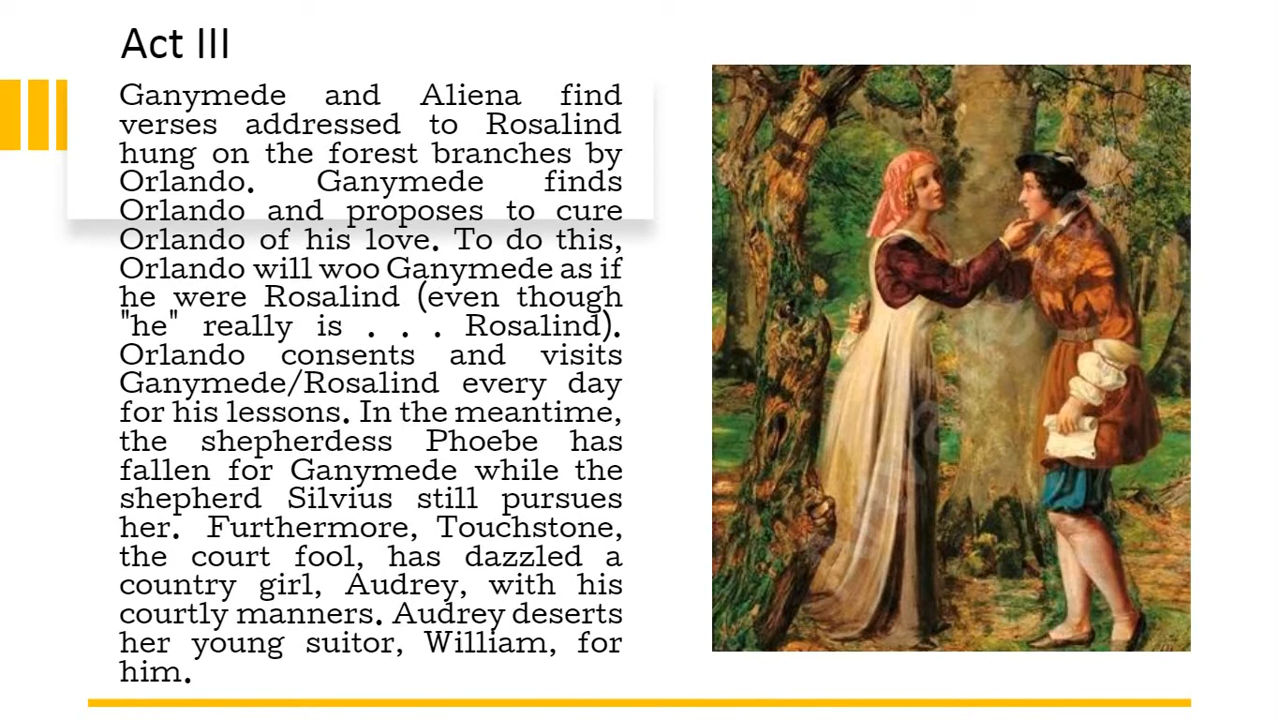 Act III
Ganymede and Aliena find
verses addressed to Rosalind
hung on the forest branches by
Orlando. Ganymede finds
Orlando and proposes to cure
Orlando of his love. To do this,
Orlando will woo Ganymede as if
he were Rosalind (even though
"he" really is . . . Rosalind).
Orlando consents and visits
Ganymede/Rosalind every day
for his lessons. In the meantime,
the shepherdess Phoebe has
fallen for Ganymede while the
shepherd Silvius still pursues
her. Furthermore, Touchstone,
the court fool, has dazzled a
country girl, Audrey, with his
courtly manners. Audrey deserts
her young suitor, William, for
him.